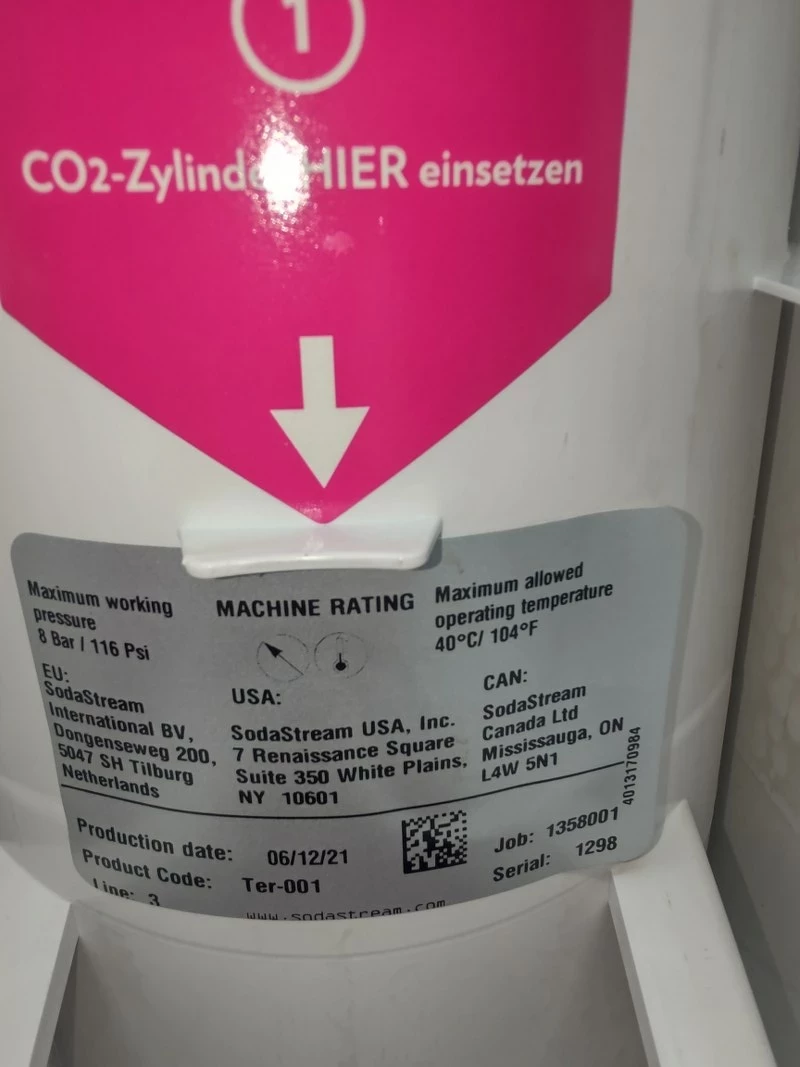 1
CO2-Zylinder HIER einsetzen
Maximum working
pressure
8 Bar / 116 Psi
MACHINE RATING
Maximum allowed
operating temperature
40°C/ 104°F
EU:
SodaStream
International BV,
Dongenseweg 200,
5047 SH Tilburg
Netherlands
USA:
SodaStream USA, Inc.
7 Renaissance Square
Suite 350 White Plains,
NY 10601
CAN:
SodaStream
Canada Ltd
Mississauga, ON
L4W 5N1
4013170984
Production date: 06/12/21
Product Code: Ter-001
Line: 3
Job: 1358001
Serial: 1298
www.sodastream.com